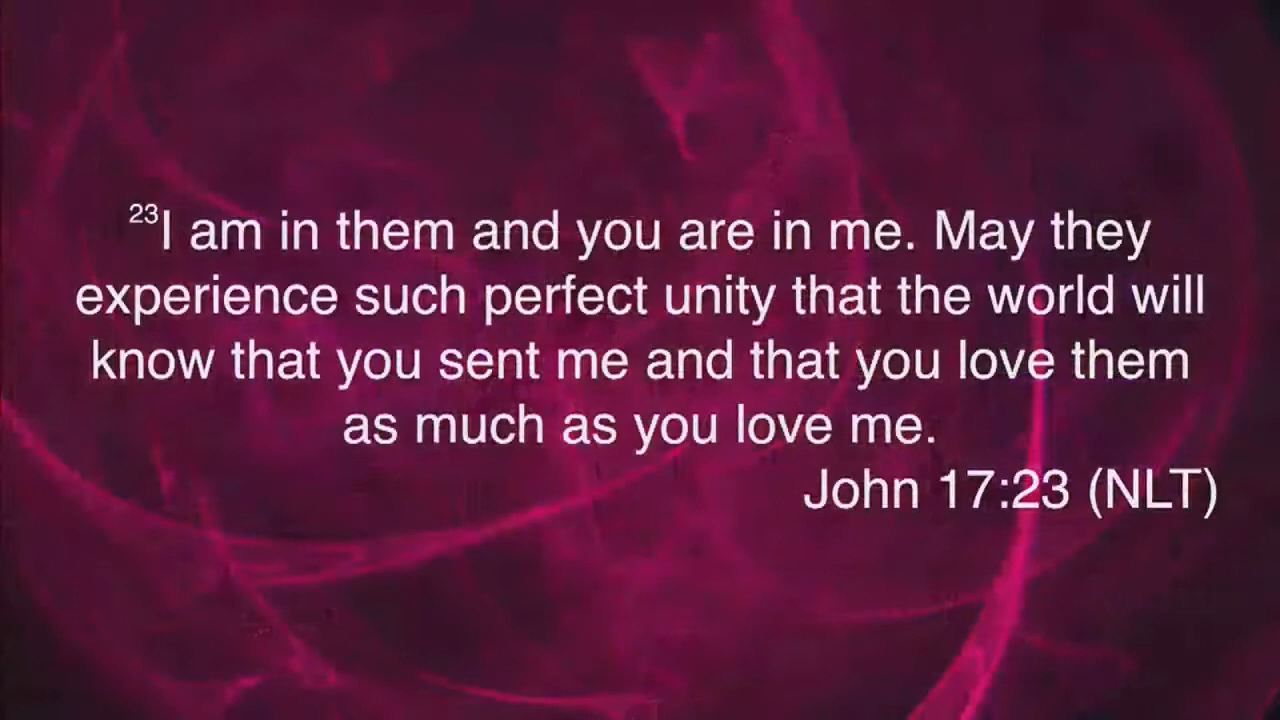 23I am in them and you are in me. May they
experience such perfect unity that the world will
know that you sent me and that you love them
as much as you love me.
John 17:23 (NLT)